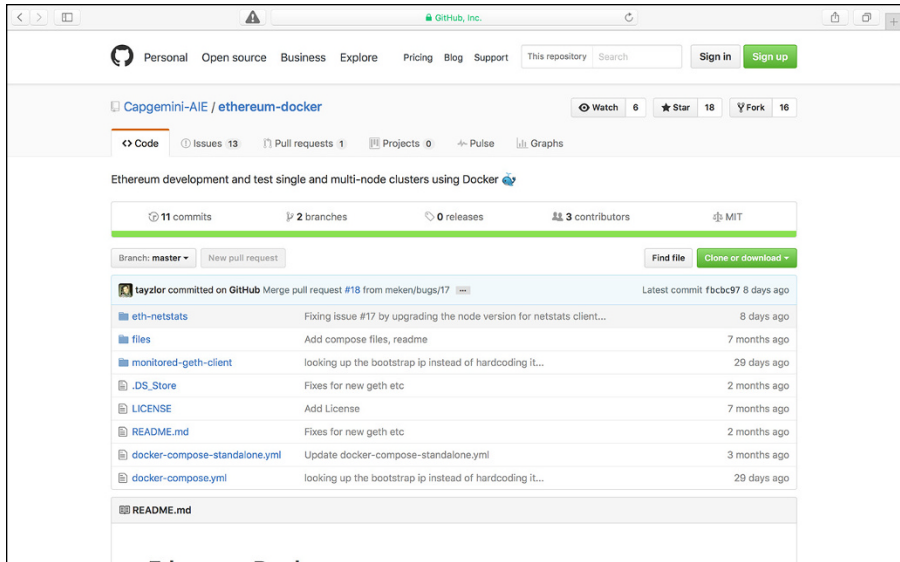 GitHub, Inc.
Personal Open source Business Explore Pricing Blog Support This repository Search Sign in Sign up
Capgemini-AIE / ethereum-docker Watch 6 Star 18 Fork 16
Code Issues 13 Pull requests 1 Projects 0 Pulse Graphs
Ethereum development and test single and multi-node clusters using Docker
11 commits 2 branches 0 releases 3 contributors MIT
Branch: master New pull request Find file Clone or download
tayzlor committed on GitHub Merge pull request #18 from meken/bugs/17 ... Latest commit fbcbc97 8 days ago
eth-netstats Fixing issue #17 by upgrading the node version for netstats client... 8 days ago
files Add compose files, readme 7 months ago
monitored-geth-client looking up the bootstrap ip instead of hardcoding it... 29 days ago
.DS_Store Fixes for new geth etc 2 months ago
LICENSE Add License 7 months ago
README.md Fixes for new geth etc 2 months ago
docker-compose-standalone.yml Update docker-compose-standalone.yml 3 months ago
docker-compose.yml looking up the bootstrap ip instead of hardcoding it... 29 days ago
README.md